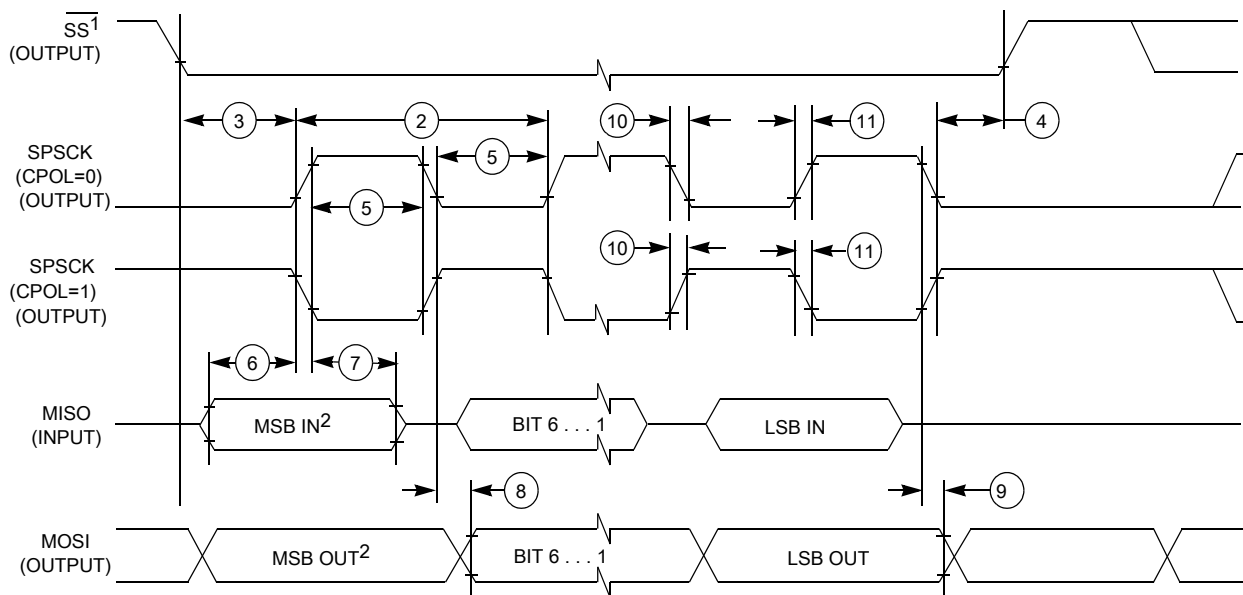 SS¹
(OUTPUT)
3
2
10
11
4
SPSCK
(CPOL=0)
(OUTPUT)
5
5
10
11
SPSCK
(CPOL=1)
(OUTPUT)
6
7
MISO
(INPUT)
MSB IN²
BIT 6 . . . 1
LSB IN
8
9
MOSI
(OUTPUT)
MSB OUT²
BIT 6 . . . 1
LSB OUT